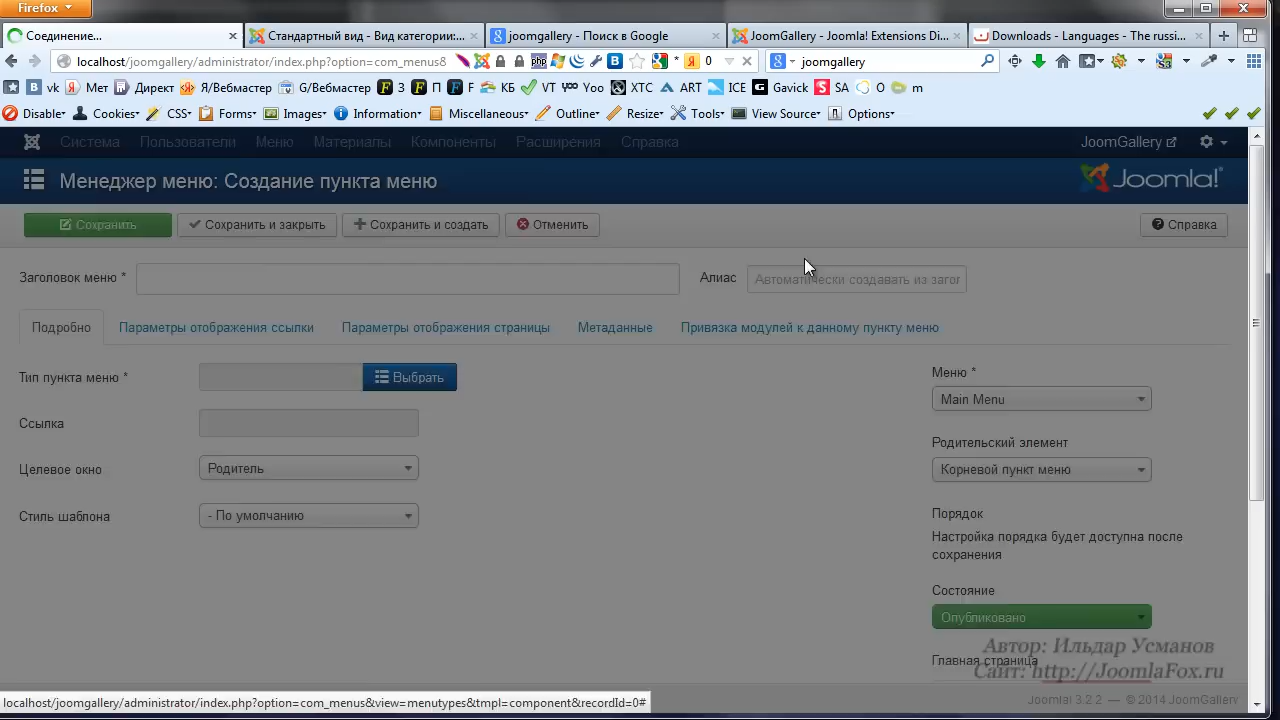 Firefox
Соединение...
Стандартный вид - Вид категории:...
joomgallery - Поиск в Google
JoomGallery - Joomla! Extensions Di...
Downloads - Languages - The russi...
localhost/joomgallery/administrator/index.php?option=com_menus&
php
0
joomgallery
vk
Мет
Директ
Я/Вебмастер
G/Вебмастер
З
П
F
КБ
VT
Yoo
XTC
ART
ICE
Gavick
SA
О
m
Disable
Cookies
CSS
Forms
Images
Information
Miscellaneous
Outline
Resize
Tools
View Source
Options
Система
Пользователи
Меню
Материалы
Компоненты
Расширения
Справка
JoomGallery
Менеджер меню: Создание пункта меню
Joomla!
Сохранить
Сохранить и закрыть
Сохранить и создать
Отменить
Справка
Заголовок меню *
Алиас
Автоматически создавать из загол
Подробно
Параметры отображения ссылки
Параметры отображения страницы
Метаданные
Привязка модулей к данному пункту меню
Тип пункта меню *
Выбрать
Меню *
Main Menu
Ссылка
Родительский элемент
Целевое окно
Родитель
Корневой пункт меню
Стиль шаблона
- По умолчанию
Порядок
Настройка порядка будет доступна после
сохранения
Состояние
Опубликовано
Автор: Ильдар Усманов
Главная страница
Сайт: http://JoomlaFox.ru
localhost/joomgallery/administrator/index.php?option=com_menus&view=menutypes&tmpl=component&recordId=0#
Joomla! 3.2.2 — © 2014 JoomGallery